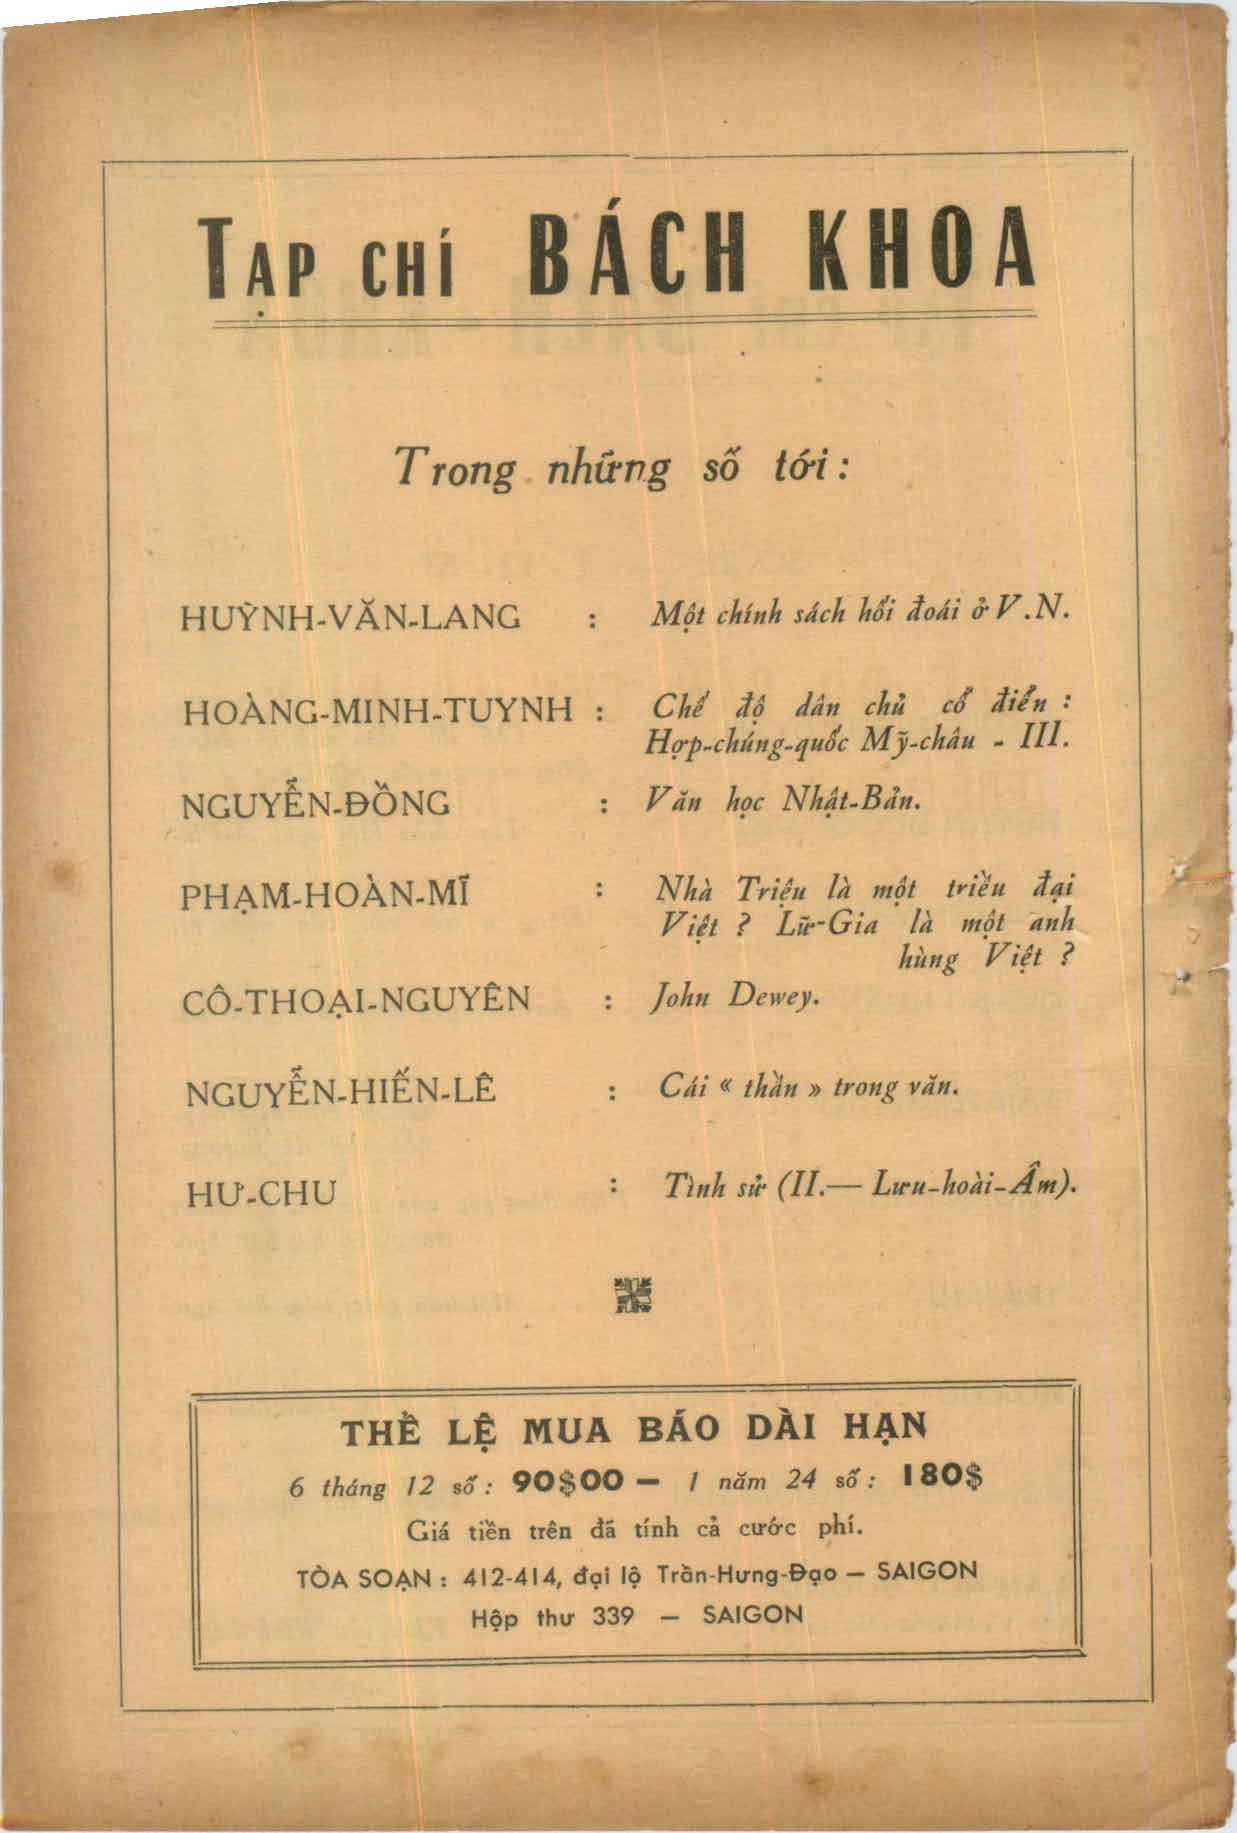 TẠP CHÍ BÁCH KHOA
Trong những số tới :
HUỲNH-VĂN-LANG : Một chính sách hối đoái ở V.N.
HOÀNG-MINH-TUYNH : Chế độ dân chủ cổ điển :
Hợp-chúng-quốc Mỹ-châu - III.
NGUYỄN-ĐỒNG : Văn học Nhật-Bản.
PHẠM-HOÀN-MĨ : Nhà Triệu là một triều đại
Việt ? Lữ-Gia là một anh
hùng Việt ?
CÔ-THOẠI-NGUYÊN : John Dewey.
NGUYỄN-HIẾN-LÊ : Cái « thần » trong văn.
HƯ-CHU : Tình sử (II.— Lưu-hoài-Âm).
THỂ LỆ MUA BÁO DÀI HẠN
6 tháng 12 số : 90$00 — 1 năm 24 số : 180$
Giá tiền trên đã tính cả cước phí.
TÒA SOẠN : 412-414, đại lộ Trần-Hưng-Đạo — SAIGON
Hộp thư 339 — SAIGON